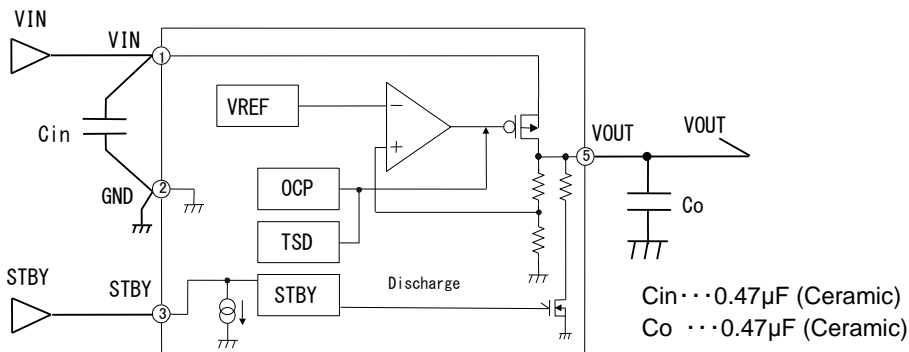 VIN
VIN
1
VREF
−
+
VOUT
5
VOUT
Cin
GND
2
OCP
TSD
Co
STBY
STBY
3
STBY
Discharge
Cin･･･0.47µF (Ceramic)
Co ･･･0.47µF (Ceramic)